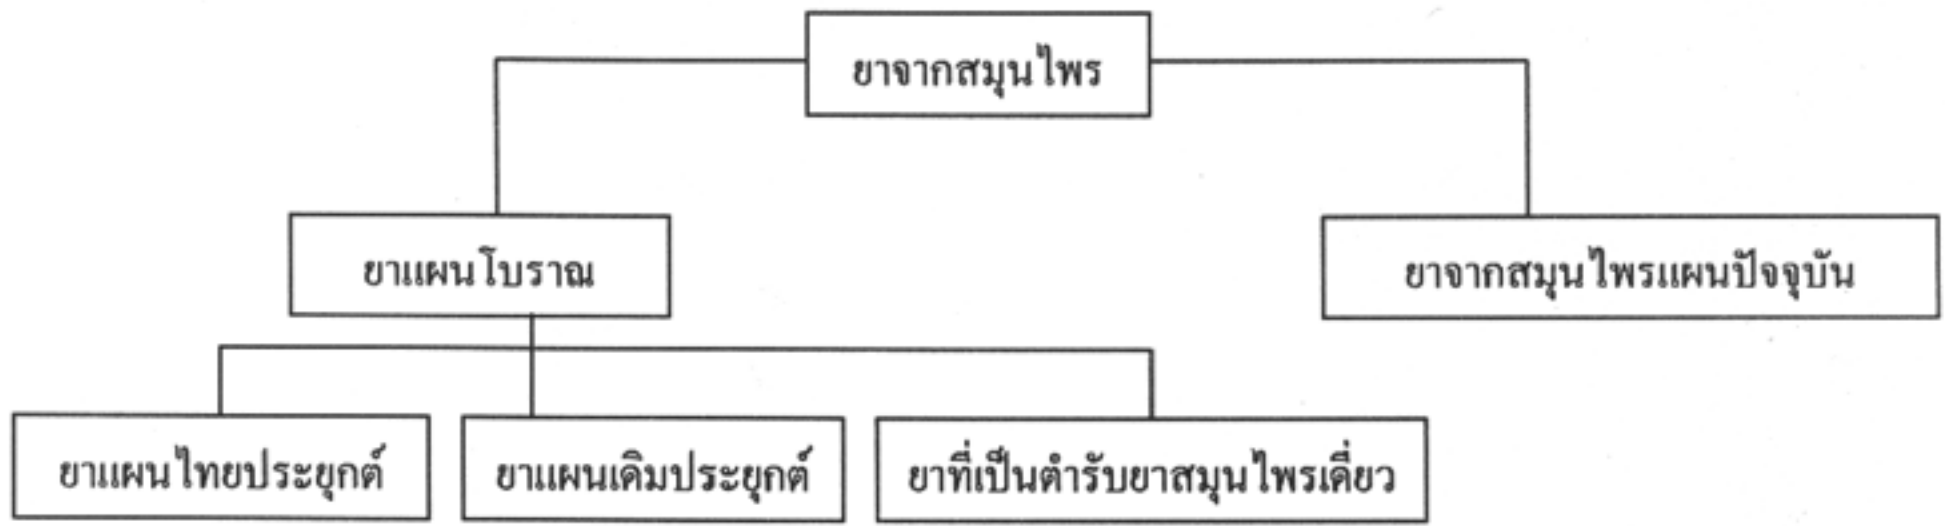 ยาจากสมุนไพร
ยาแผนโบราณ
ยาจากสมุนไพรแผนปัจจุบัน
ยาแผนไทยประยุกต์
ยาแผนเดิมประยุกต์
ยาที่เป็นตำรับยาสมุนไพรเดี่ยว